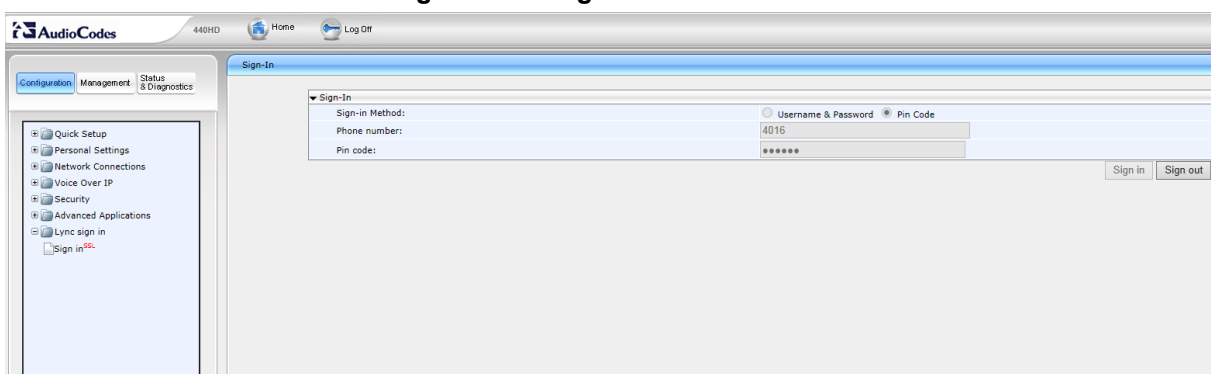 AudioCodes 440HD Home Log Off
Configuration Management Status & Diagnostics
Quick Setup
Personal Settings
Network Connections
Voice Over IP
Security
Advanced Applications
Lync sign in
Sign in SSL
Sign-In
Sign-In
Sign-in Method: Username & Password Pin Code
Phone number: 4016
Pin code: ••••••
Sign in Sign out